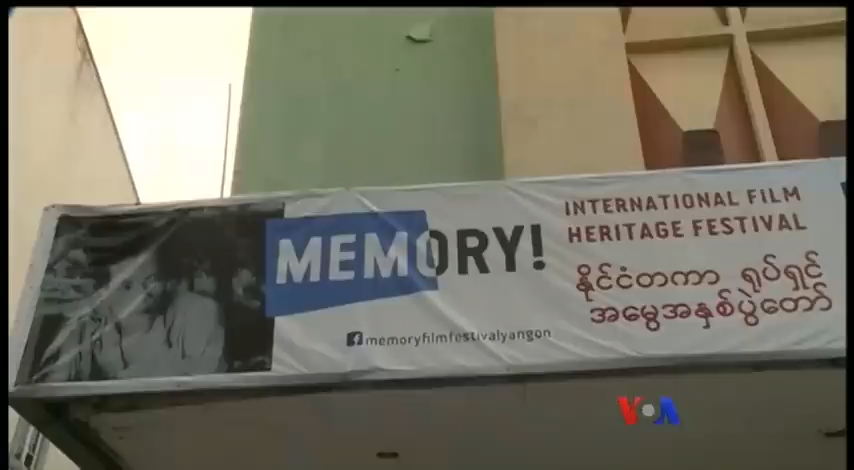 MEMORY!
INTERNATIONAL FILM
HERITAGE FESTIVAL
နိုင်ငံတကာ ရုပ်ရှင်
အမွေအနှစ်ပွဲတော်
memoryfilmfestivalyangon
VOA